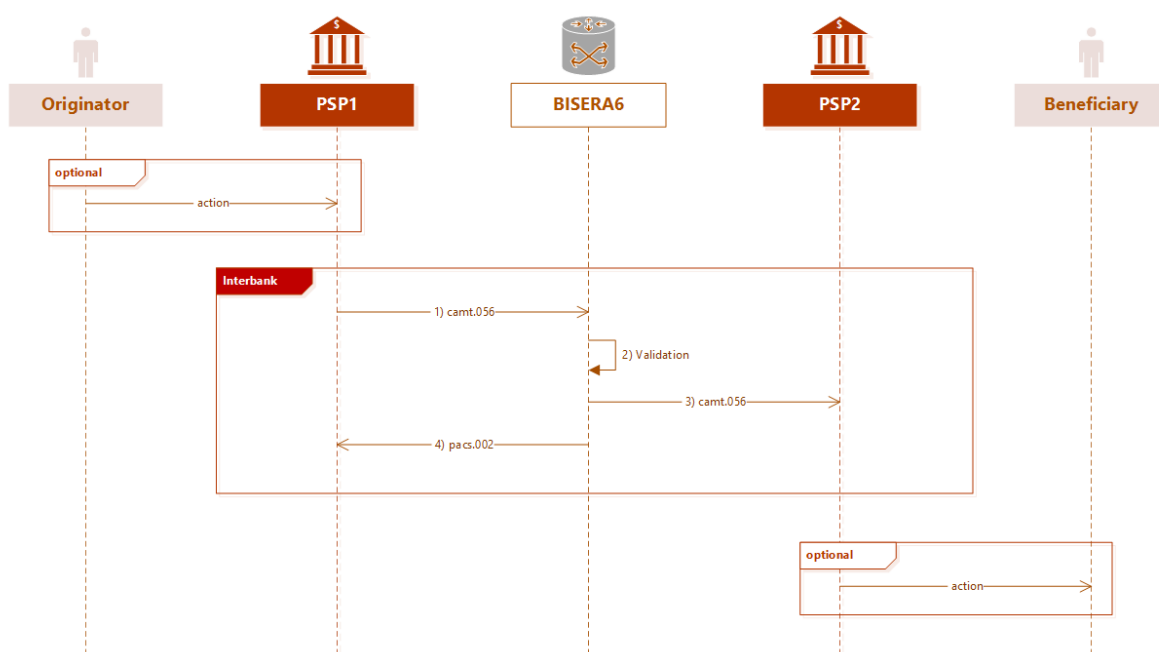 $
$
Originator
PSP1
BISERA6
PSP2
Beneficiary
optional
action
Interbank
1) camt.056
2) Validation
3) camt.056
4) pacs.002
optional
action